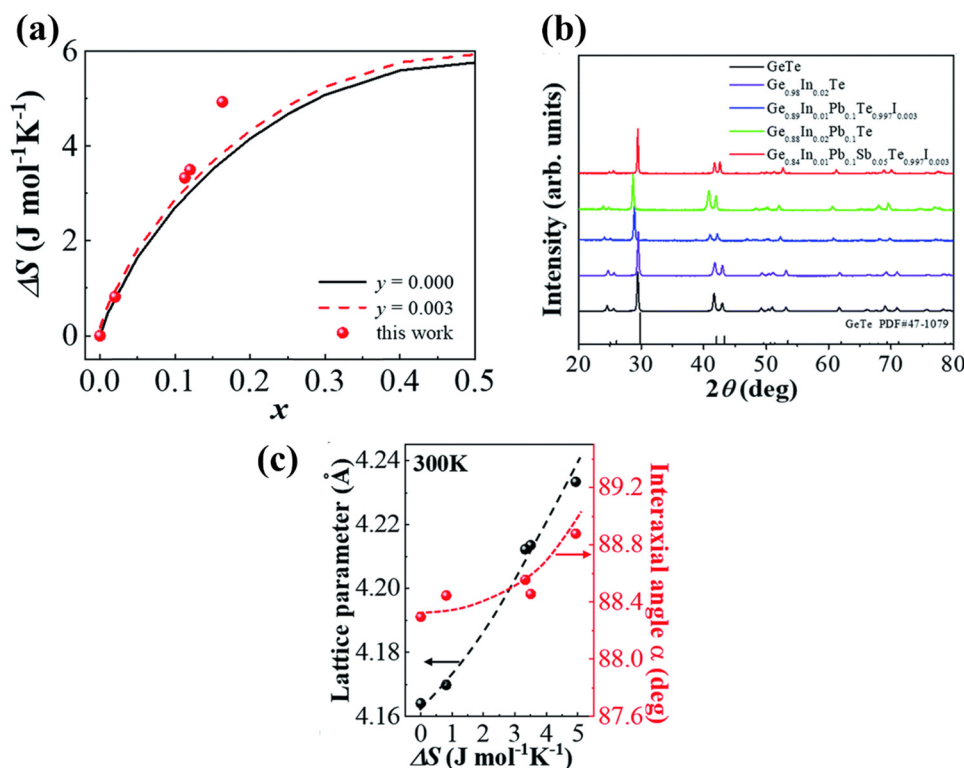 (a)
6
4
2
0
ΔS (J mol⁻¹K⁻¹)
y = 0.000
y = 0.003
this work
0.0 0.1 0.2 0.3 0.4 0.5
x
(b)
GeTe
Ge₀.₉₈In₀.₀₂Te
Ge₀.₈₉In₀.₀₁Pb₀.₁Te₀.₉₉₇I₀.₀₀₃
Ge₀.₈₈In₀.₀₂Pb₀.₁Te
Ge₀.₈₄In₀.₀₁Pb₀.₁Sb₀.₀₅Te₀.₉₉₇I₀.₀₀₃
Intensity (arb. units)
GeTe PDF#47-1079
20 30 40 50 60 70 80
2θ (deg)
(c)
300K
4.24
4.22
4.20
4.18
4.16
Lattice parameter (Å)
89.2
88.8
88.4
88.0
87.6
Interaxial angle α (deg)
0 1 2 3 4 5
ΔS (J mol⁻¹K⁻¹)